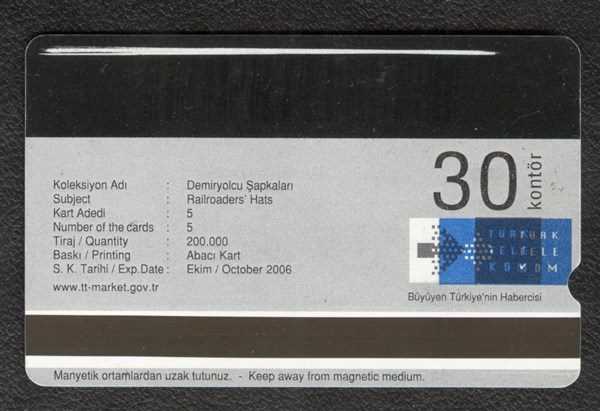 30 kontör
Koleksiyon Adı : Demiryolcu Şapkaları
Subject : Railroaders' Hats
Kart Adedi : 5
Number of the cards : 5
Tiraj / Quantity : 200.000
Baskı / Printing : Abacı Kart
S. K. Tarihi / Exp.Date : Ekim / October 2006
www.tt-market.gov.tr
Büyüyen Türkiye'nin Habercisi
Manyetik ortamlardan uzak tutunuz. - Keep away from magnetic medium.